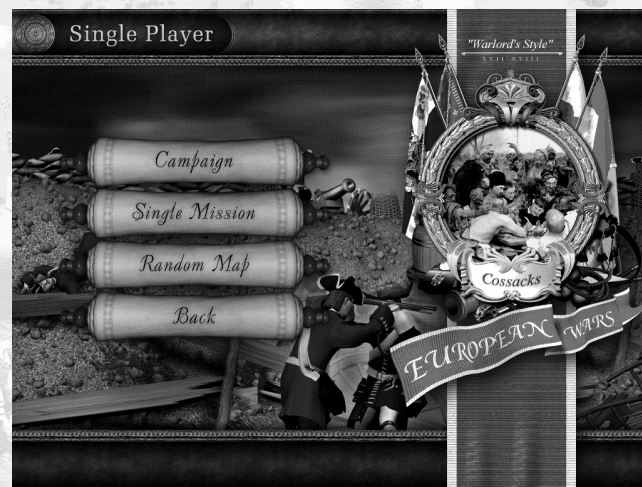 Single Player
"Warlord's Style"
XVII-XVIII
Campaign
Single Mission
Random Map
Back
Cossacks
EUROPEAN WARS